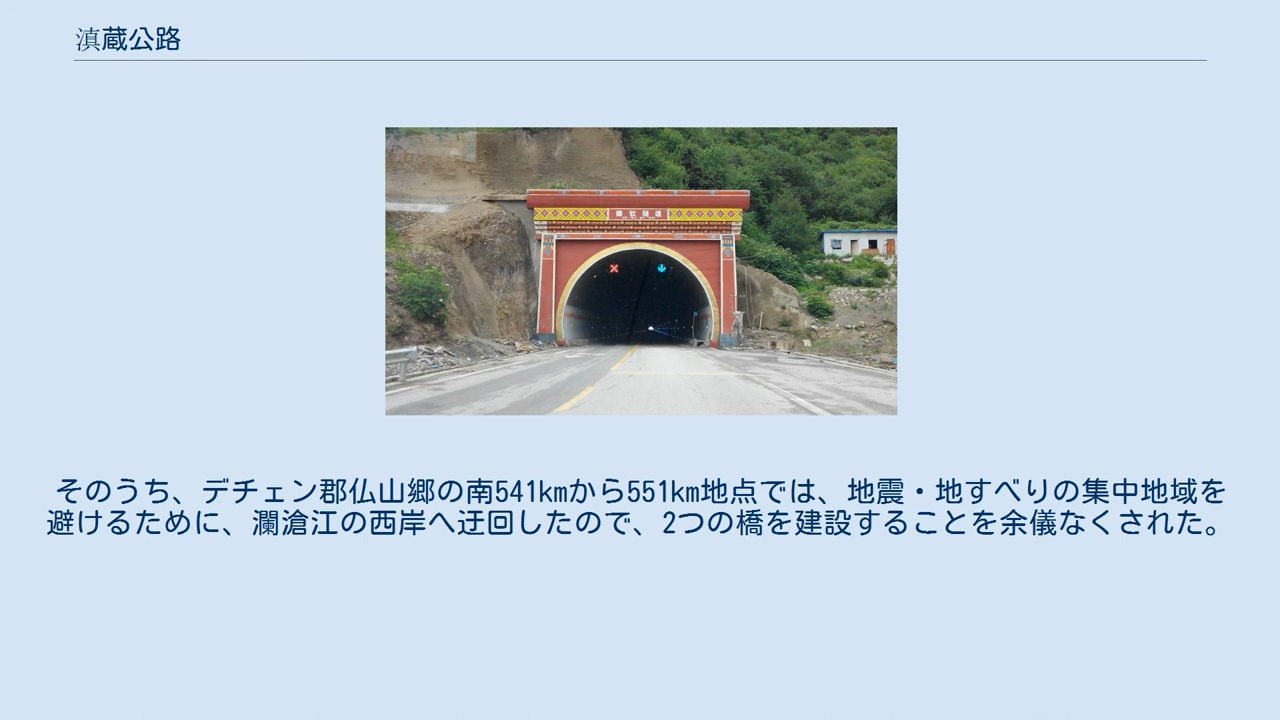 滇蔵公路
そのうち、デチェン郡仏山郷の南541kmから551km地点では、地震・地すべりの集中地域を
避けるために、瀾滄江の西岸へ迂回したので、2つの橋を建設することを余儀なくされた。